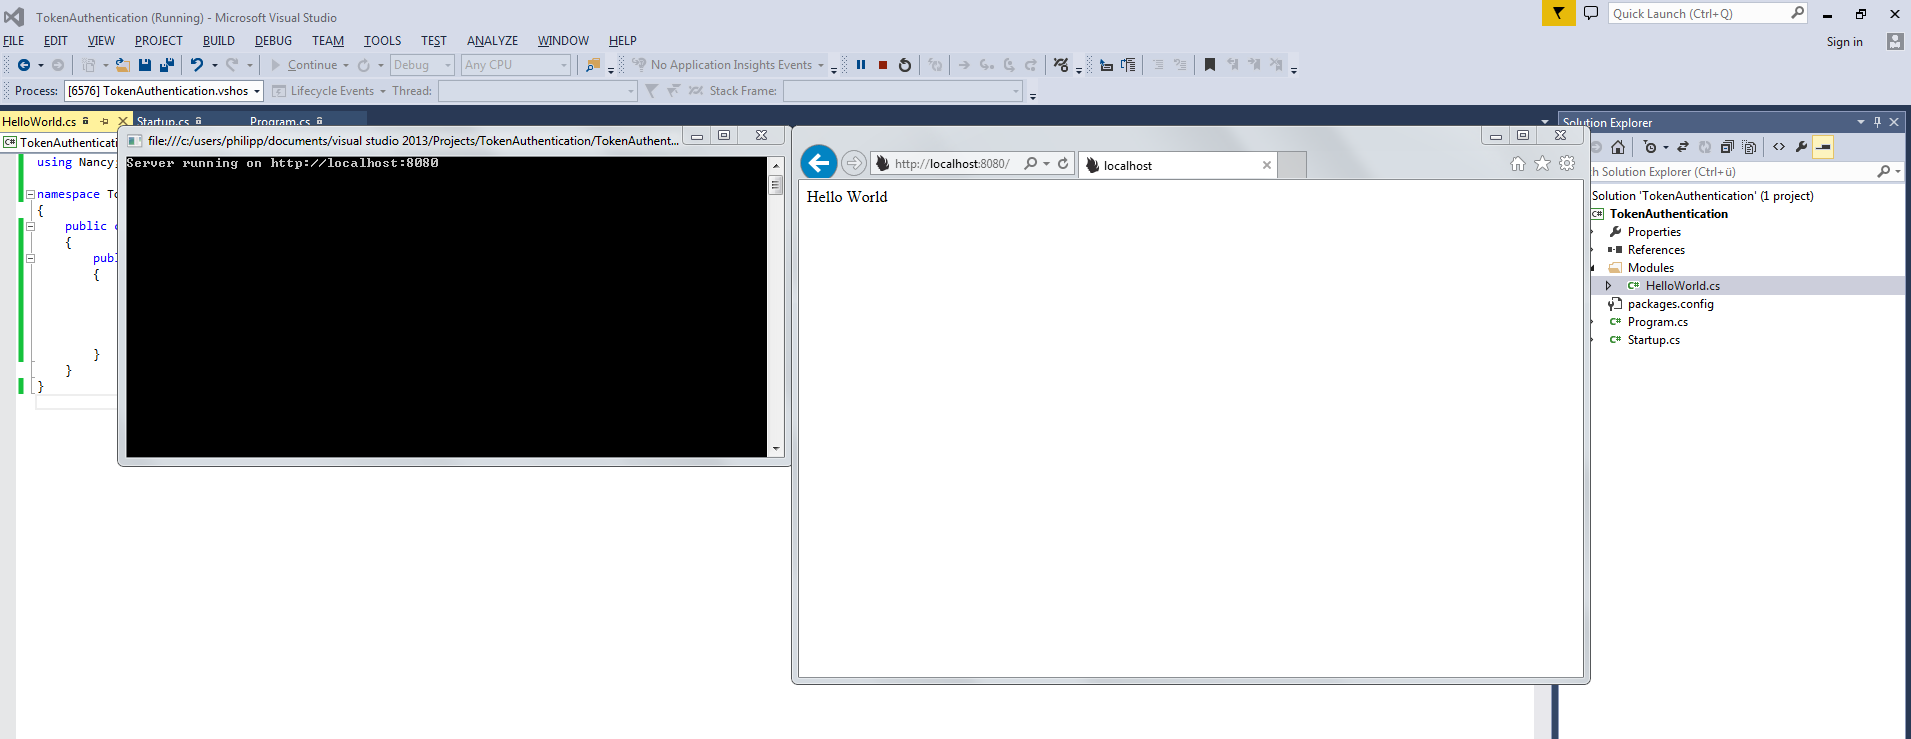 TokenAuthentication (Running) - Microsoft Visual Studio
Quick Launch (Ctrl+Q)
FILE EDIT VIEW PROJECT BUILD DEBUG TEAM TOOLS TEST ANALYZE WINDOW HELP
Sign in
Continue Debug Any CPU No Application Insights Events
Process: [6576] TokenAuthentication.vshos Lifecycle Events Thread: Stack Frame:
HelloWorld.cs Startup.cs Program.cs
TokenAuthenticati
using Nancy;
namespace To
{
public c
{
publ
{
}
}
}
file:///c:/users/philipp/documents/visual studio 2013/Projects/TokenAuthentication/TokenAuthent...
Server running on http://localhost:8080
http://localhost:8080/
localhost
Hello World
Solution Explorer
ch Solution Explorer (Ctrl+ü)
Solution 'TokenAuthentication' (1 project)
C# TokenAuthentication
Properties
References
Modules
C# HelloWorld.cs
packages.config
C# Program.cs
C# Startup.cs